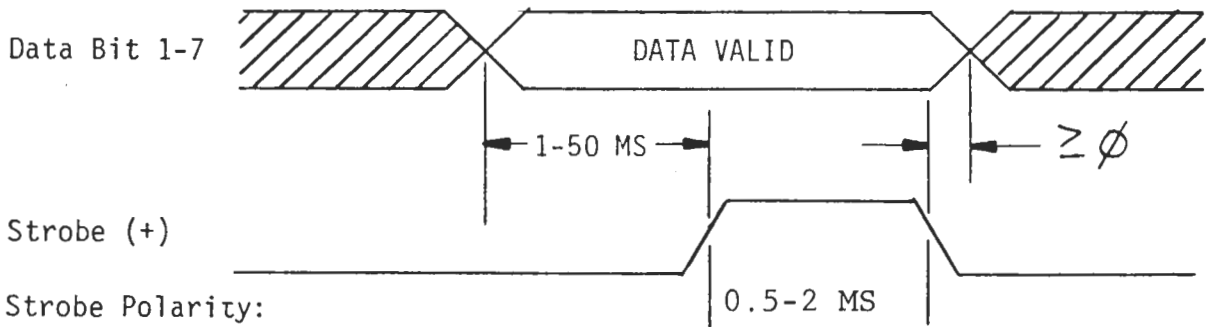 Data Bit 1-7
DATA VALID
1-50 MS
≥ ∅
Strobe (+)
Strobe Polarity:
0.5-2 MS